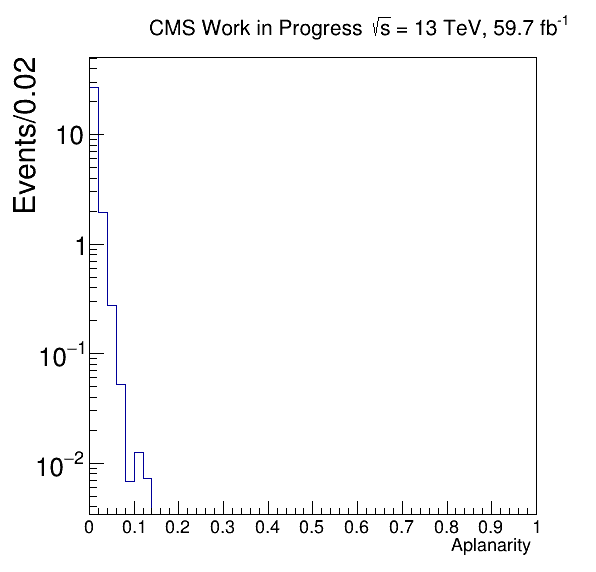 CMS Work in Progress √s = 13 TeV, 59.7 fb⁻¹
Events/0.02
10
1
10⁻¹
10⁻²
0 0.1 0.2 0.3 0.4 0.5 0.6 0.7 0.8 0.9 1
Aplanarity